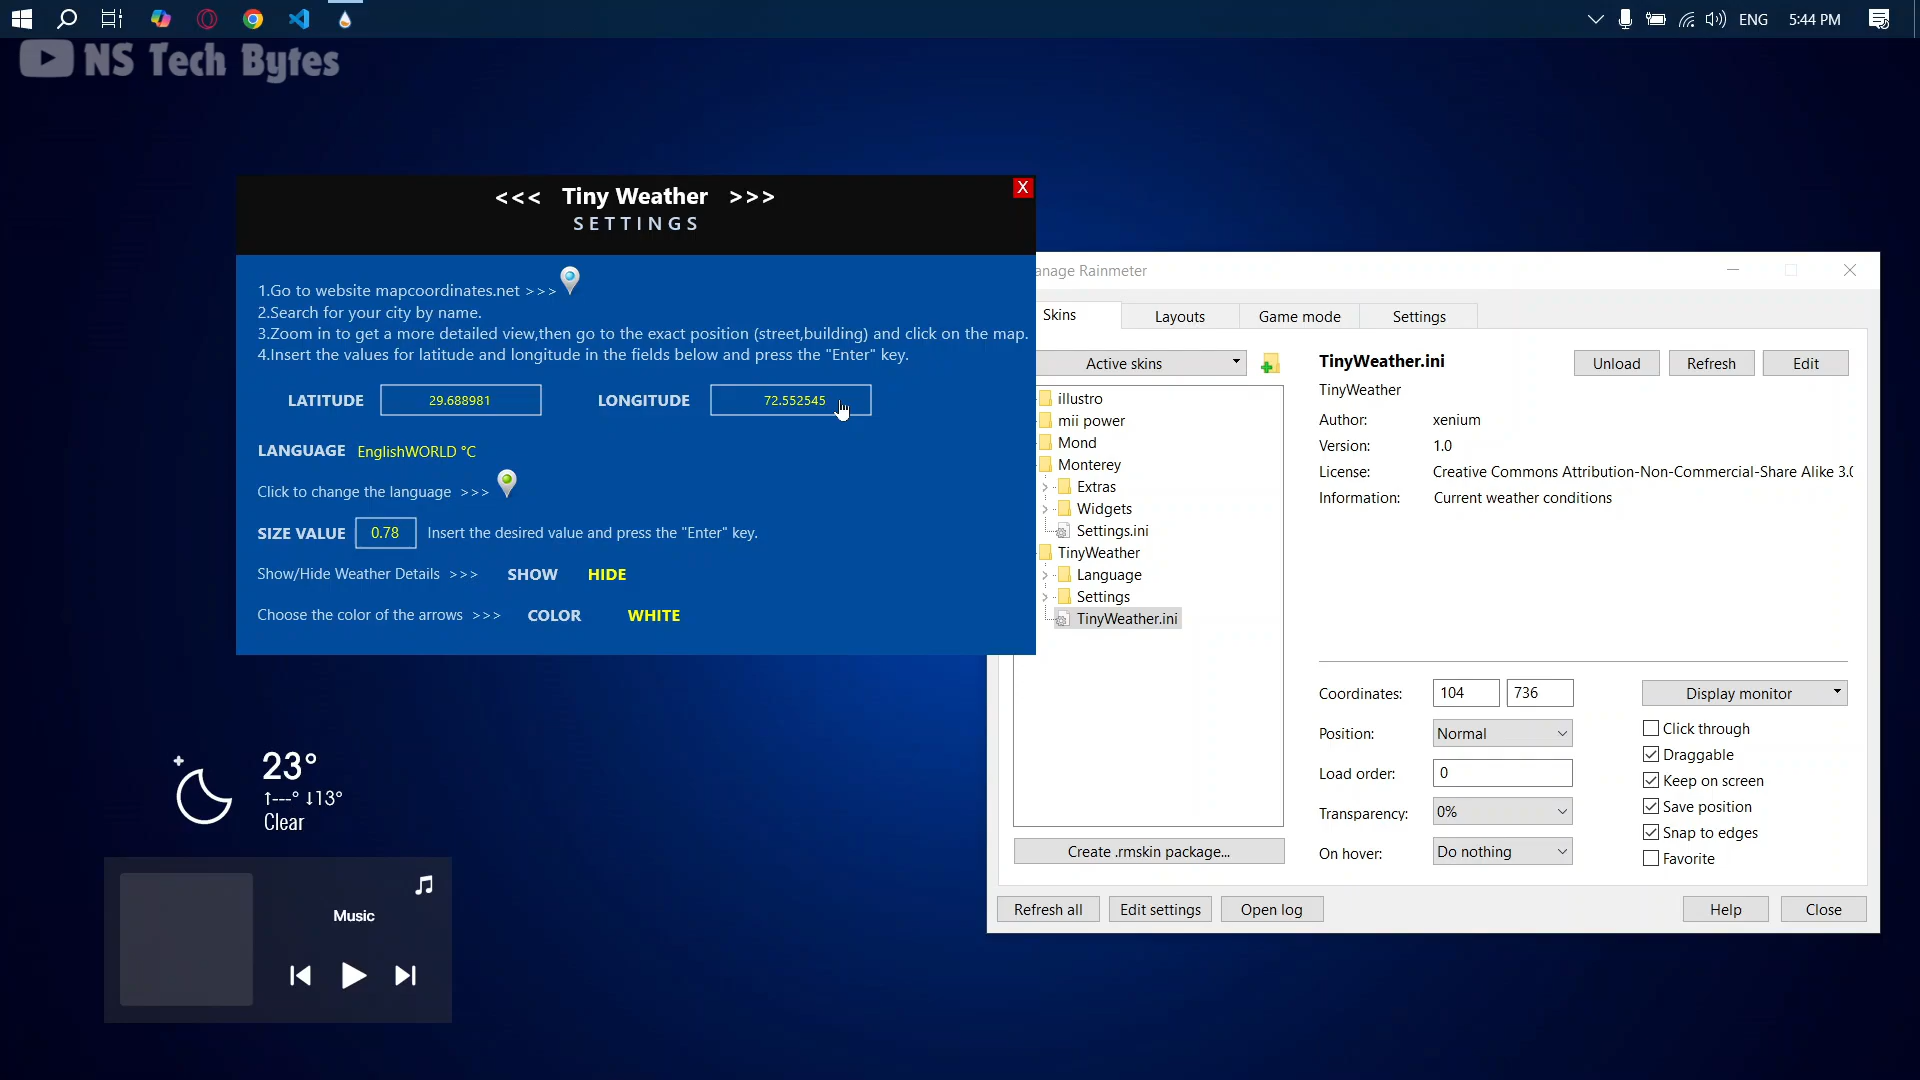 ENG 5:44 PM
NS Tech Bytes
<<< Tiny Weather >>>
X
SETTINGS
1.Go to website mapcoordinates.net >>>
2.Search for your city by name.
3.Zoom in to get a more detailed view,then go to the exact position (street,building) and click on the map.
4.Insert the values for latitude and longitude in the fields below and press the "Enter" key.
LATITUDE 29.688981 LONGITUDE 72.552545
LANGUAGE EnglishWORLD °C
Click to change the language >>>
SIZE VALUE 0.78 Insert the desired value and press the "Enter" key.
Show/Hide Weather Details >>> SHOW HIDE
Choose the color of the arrows >>> COLOR WHITE
anage Rainmeter
Skins Layouts Game mode Settings
Active skins
illustro
mii power
Mond
Monterey
Extras
Widgets
Settings.ini
TinyWeather
Language
Settings
TinyWeather.ini
Create .rmskin package...
TinyWeather.ini Unload Refresh Edit
TinyWeather
Author: xenium
Version: 1.0
License: Creative Commons Attribution-Non-Commercial-Share Alike 3.0
Information: Current weather conditions
Coordinates: 104 736 Display monitor
Position: Normal
Load order: 0
Transparency: 0%
On hover: Do nothing
Click through
Draggable
Keep on screen
Save position
Snap to edges
Favorite
Refresh all Edit settings Open log Help Close
23°
↑---° ↓13°
Clear
Music